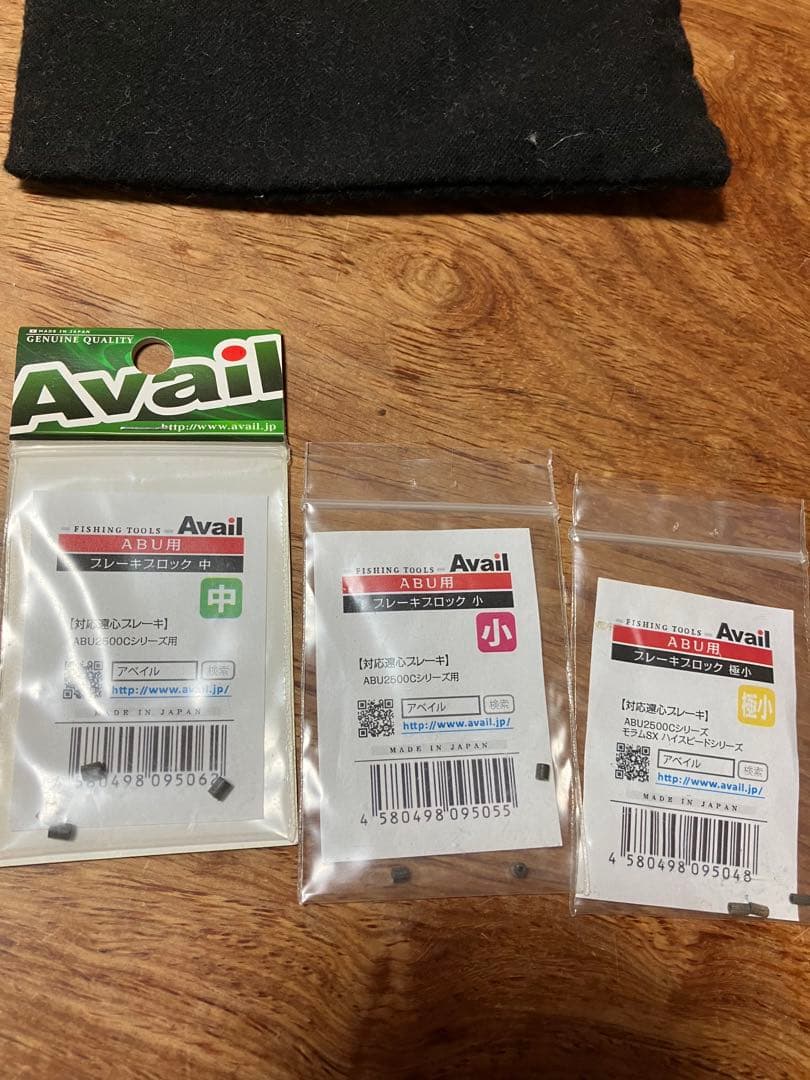 MADE IN JAPAN
GENUINE QUALITY
Avail
http://www.avail.jp
FISHING TOOLS Avail
ABU用
ブレーキブロック 中
中
【対応遠心ブレーキ】
ABU2500Cシリーズ用
アベイル 検索
http://www.avail.jp/
MADE IN JAPAN
580498 095062
FISHING TOOLS Avail
ABU用
ブレーキブロック 小
小
【対応遠心ブレーキ】
ABU2500Cシリーズ用
アベイル 検索
http://www.avail.jp/
MADE IN JAPAN
4 580498 095055
FISHING TOOLS Avail
ABU用
ブレーキブロック 極小
極小
【対応遠心ブレーキ】
ABU2500Cシリーズ
モラムSX ハイスピードシリーズ
アベイル 検索
http://www.avail.jp/
MADE IN JAPAN
4 580498 095048